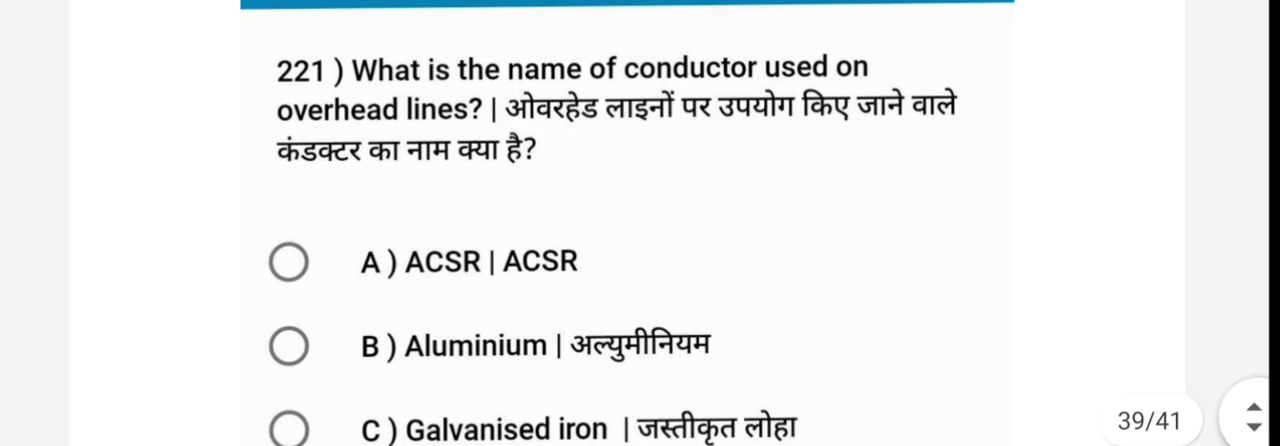 221 ) What is the name of conductor used on
overhead lines? | ओवरहेड लाइनों पर उपयोग किए जाने वाले
कंडक्टर का नाम क्या है?
A ) ACSR | ACSR
B ) Aluminium | अल्युमीनियम
C ) Galvanised iron | जस्तीकृत लोहा
39/41